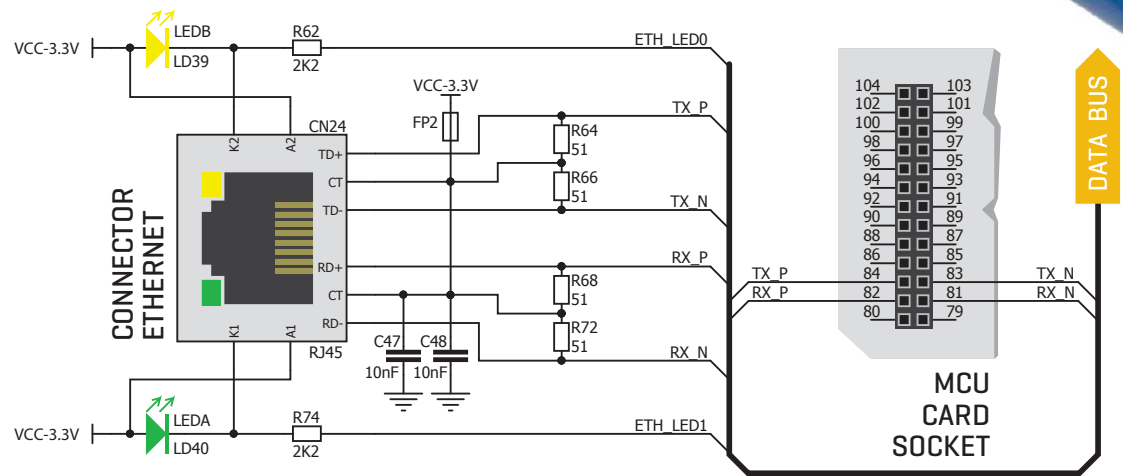 VCC-3.3V
LEDB
LD39
R62
2K2
ETH_LED0
VCC-3.3V
FP2
CN24
K2
A2
TD+
CT
TD-
RD+
CT
RD-
K1
A1
RJ45
CONNECTOR
ETHERNET
R64
51
R66
51
R68
51
R72
51
TX_P
TX_N
RX_P
RX_N
C47
10nF
C48
10nF
VCC-3.3V
LEDA
LD40
R74
2K2
ETH_LED1
TX_P
RX_P
104 103
102 101
100 99
98 97
96 95
94 93
92 91
90 89
88 87
86 85
84 83
82 81
80 79
TX_N
RX_N
MCU
CARD
SOCKET
DATA BUS